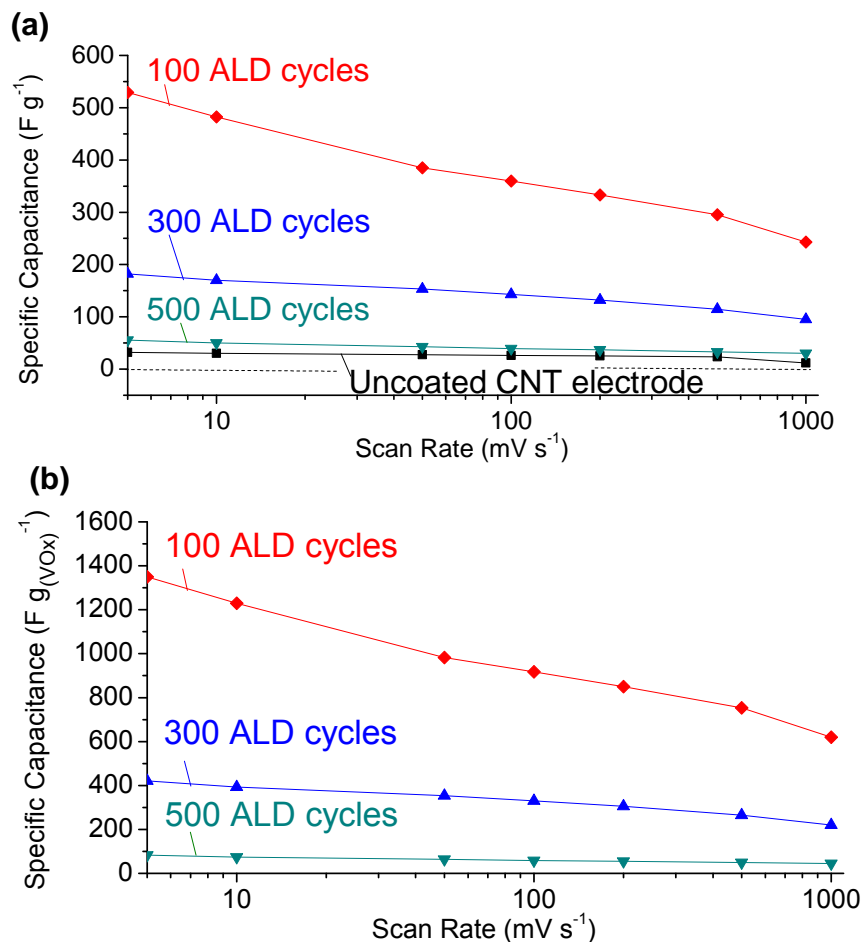 (a)
600
500
400
300
200
100
0
Specific Capacitance (F g⁻¹)
100 ALD cycles
300 ALD cycles
500 ALD cycles
Uncoated CNT electrode
10
100
1000
Scan Rate (mV s⁻¹)
(b)
1600
1400
1200
1000
800
600
400
200
0
Specific Capacitance (F g(VOx)⁻¹)
100 ALD cycles
300 ALD cycles
500 ALD cycles
10
100
1000
Scan Rate (mV s⁻¹)